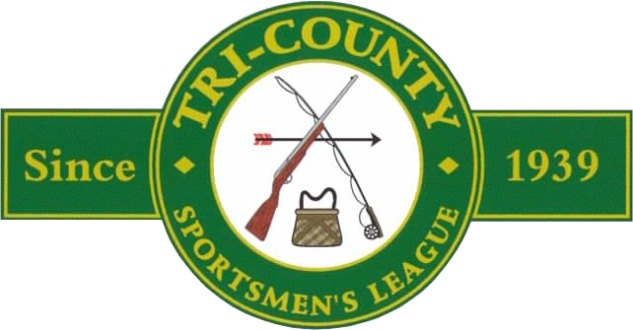 TRI-COUNTY
Since
1939
SPORTSMEN'S LEAGUE